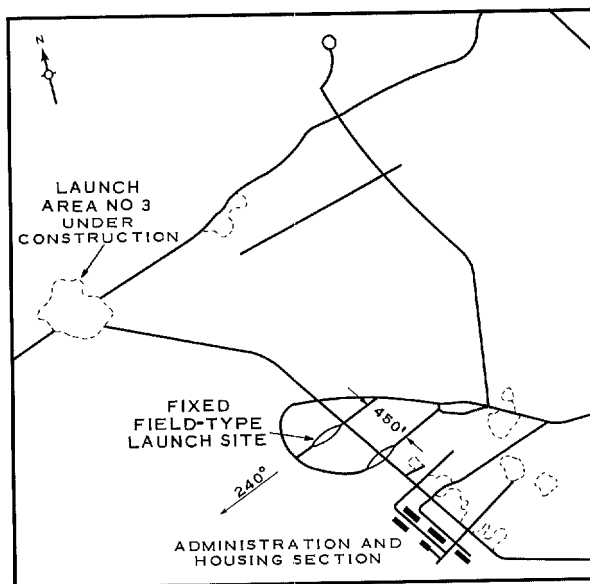 N
LAUNCH
AREA NO 3
UNDER
CONSTRUCTION
FIXED
FIELD-TYPE
LAUNCH SITE
450'
240°
ADMINISTRATION AND
HOUSING SECTION